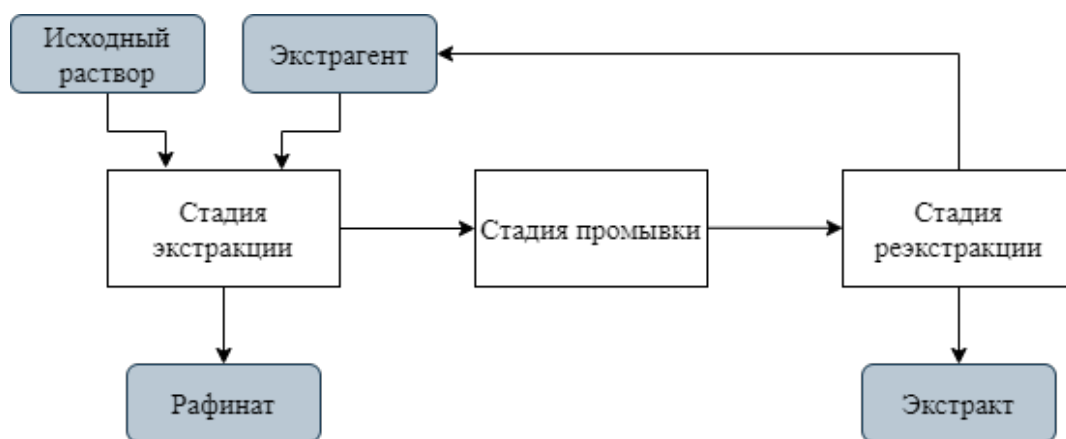 Исходный
раствор
Экстрагент
Стадия
экстракции
Стадия промывки
Стадия
реэкстракции
Рафинат
Экстракт